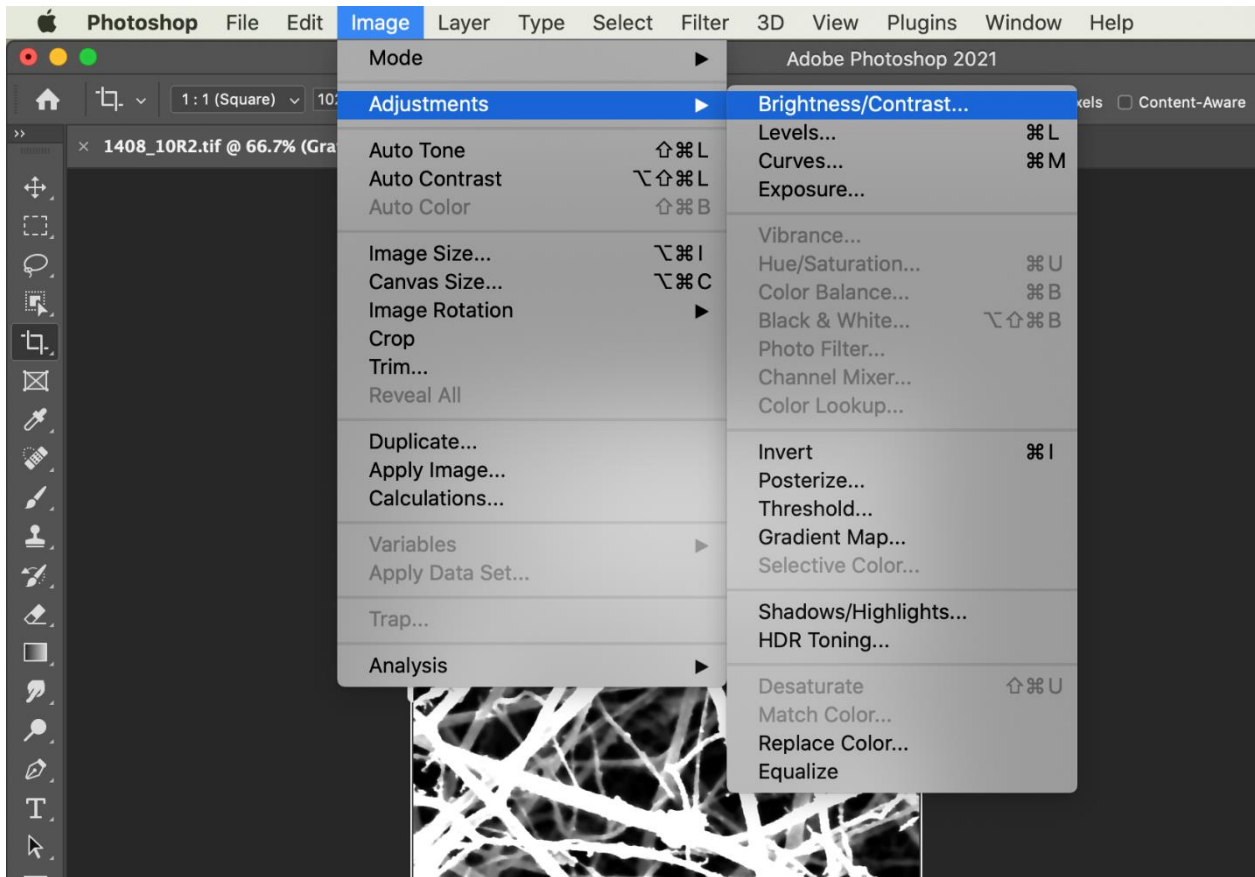 Photoshop File Edit Image Layer Type Select Filter 3D View Plugins Window Help
Adobe Photoshop 2021
1 : 1 (Square) 102
Content-Aware
× 1408_10R2.tif @ 66.7% (Gra
Mode ▶
Adjustments ▶
Auto Tone ⇧⌘L
Auto Contrast ⌥⇧⌘L
Auto Color ⇧⌘B
Image Size... ⌥⌘I
Canvas Size... ⌥⌘C
Image Rotation ▶
Crop
Trim...
Reveal All
Duplicate...
Apply Image...
Calculations...
Variables ▶
Apply Data Set...
Trap...
Analysis ▶
Brightness/Contrast...
Levels... ⌘L
Curves... ⌘M
Exposure...
Vibrance...
Hue/Saturation... ⌘U
Color Balance... ⌘B
Black & White... ⌥⇧⌘B
Photo Filter...
Channel Mixer...
Color Lookup...
Invert ⌘I
Posterize...
Threshold...
Gradient Map...
Selective Color...
Shadows/Highlights...
HDR Toning...
Desaturate ⇧⌘U
Match Color...
Replace Color...
Equalize